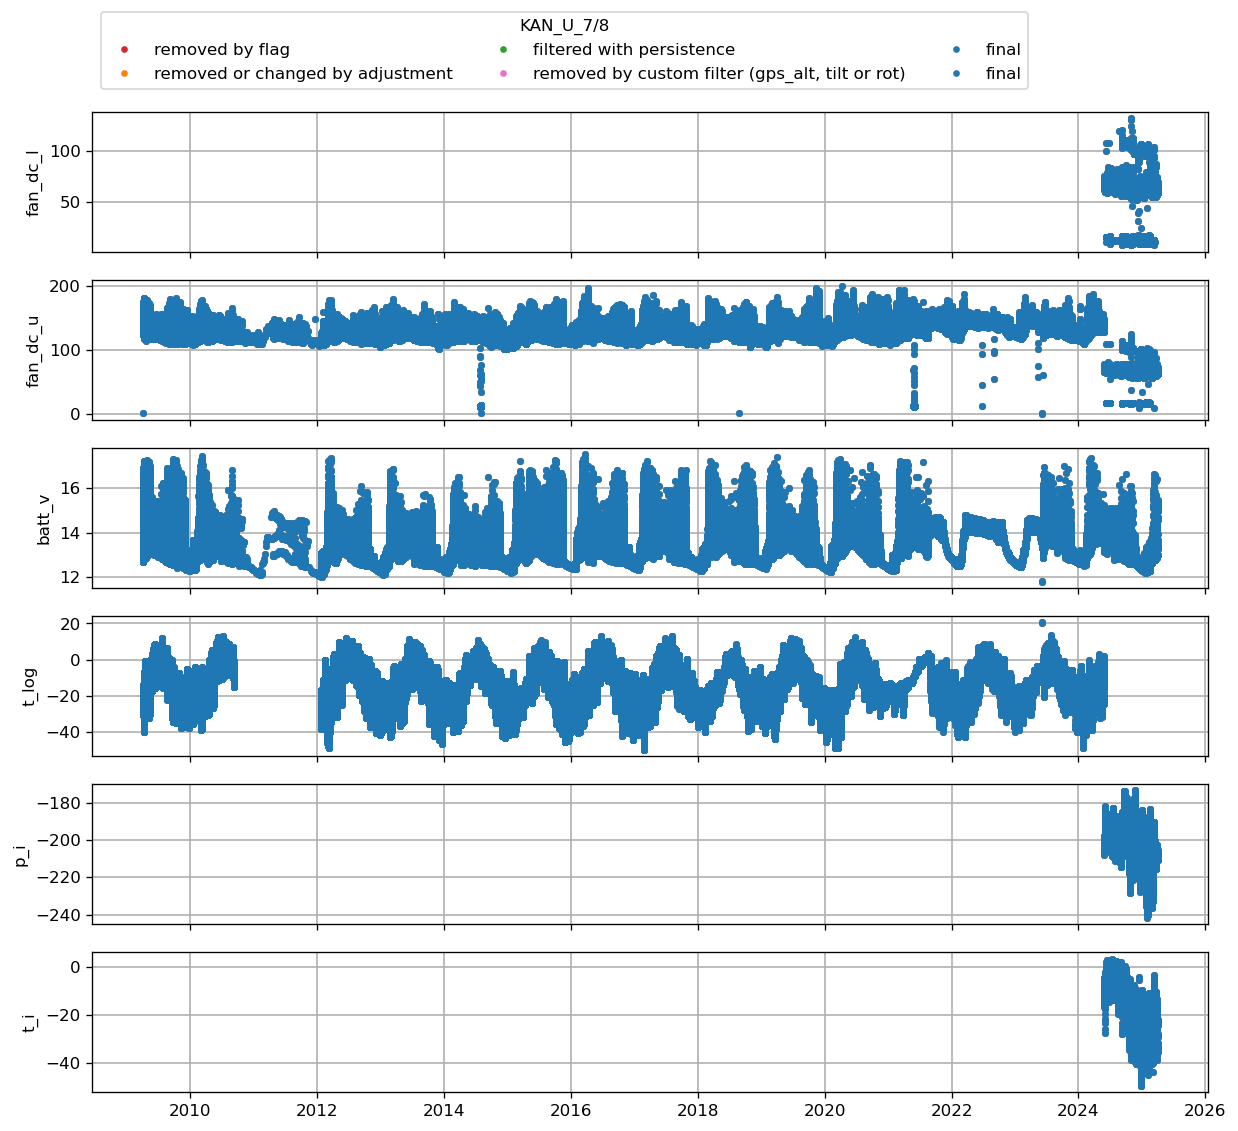 KAN_U_7/8
removed by flag
filtered with persistence
final
removed or changed by adjustment
removed by custom filter (gps_alt, tilt or rot)
final
100
50
fan_dc_l
200
100
0
fan_dc_u
16
14
12
batt_v
20
0
−20
−40
t_log
−180
−200
−220
−240
p_i
0
−20
−40
t_i
2010 2012 2014 2016 2018 2020 2022 2024 2026